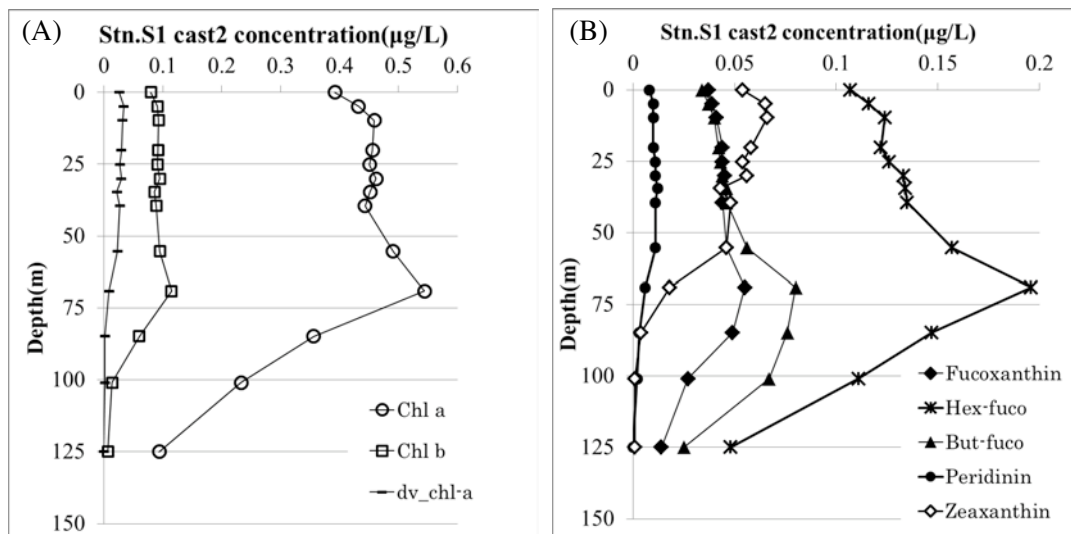 (A)
Stn.S1 cast2 concentration(μg/L)
0 0.1 0.2 0.3 0.4 0.5 0.6
0
25
50
75
100
125
150
Depth(m)
Chl a
Chl b
dv_chl-a
(B)
Stn.S1 cast2 concentration(μg/L)
0 0.05 0.1 0.15 0.2
0
25
50
75
100
125
150
Depth(m)
Fucoxanthin
Hex-fuco
But-fuco
Peridinin
Zeaxanthin